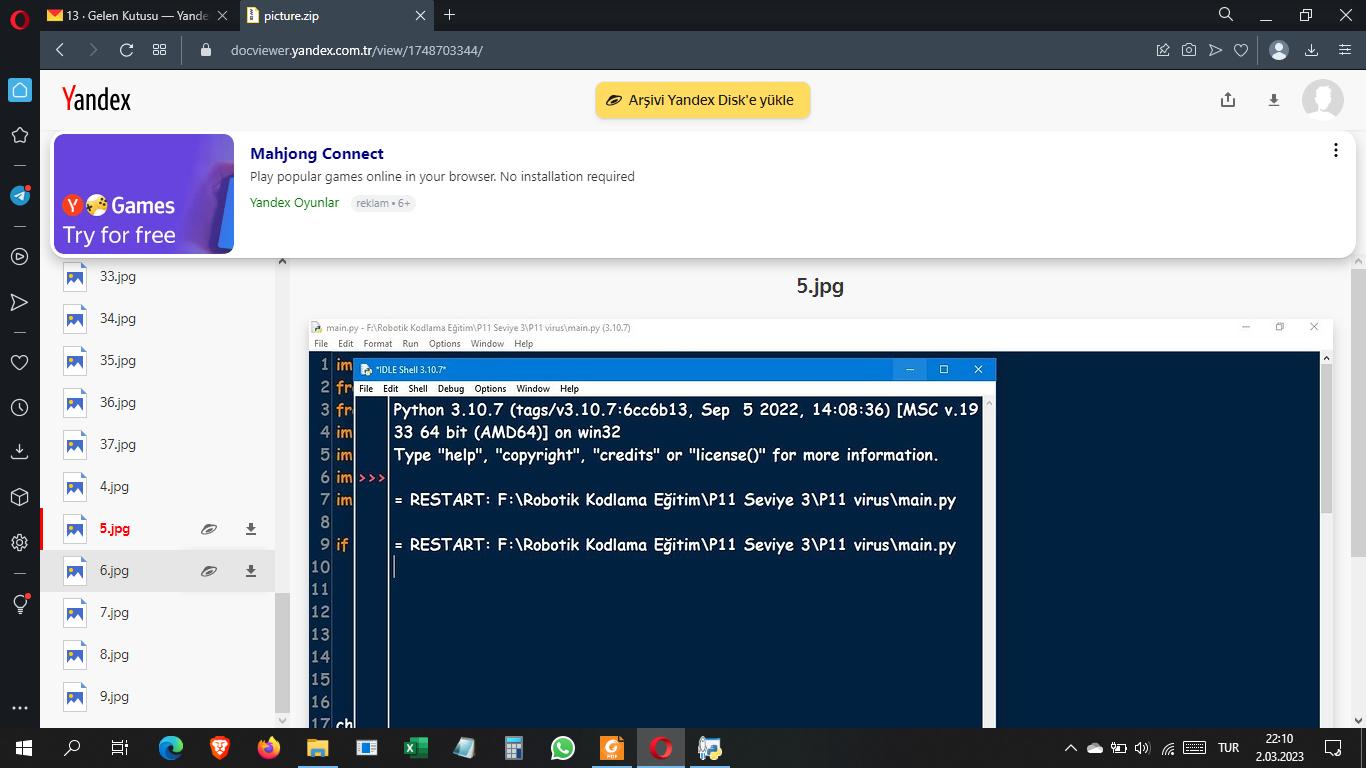 13 · Gelen Kutusu — Yande
picture.zip
docviewer.yandex.com.tr/view/1748703344/
Yandex
Arşivi Yandex Disk'e yükle
Mahjong Connect
Play popular games online in your browser. No installation required
Yandex Oyunlar
reklam • 6+
Y Games
Try for free
33.jpg
34.jpg
35.jpg
36.jpg
37.jpg
4.jpg
5.jpg
6.jpg
7.jpg
8.jpg
9.jpg
5.jpg
main.py - F:\Robotik Kodlama Eğitim\P11 Seviye 3\P11 virus\main.py (3.10.7)
File Edit Format Run Options Window Help
1 im
2 fr
3 fr
4 im
5 im
6 im
7 im
8
9 if
10
11
12
13
14
15
16
17 ch
*IDLE Shell 3.10.7*
File Edit Shell Debug Options Window Help
Python 3.10.7 (tags/v3.10.7:6cc6b13, Sep 5 2022, 14:08:36) [MSC v.19
33 64 bit (AMD64)] on win32
Type "help", "copyright", "credits" or "license()" for more information.
>>>
= RESTART: F:\Robotik Kodlama Eğitim\P11 Seviye 3\P11 virus\main.py
= RESTART: F:\Robotik Kodlama Eğitim\P11 Seviye 3\P11 virus\main.py
TUR
22:10
2.03.2023